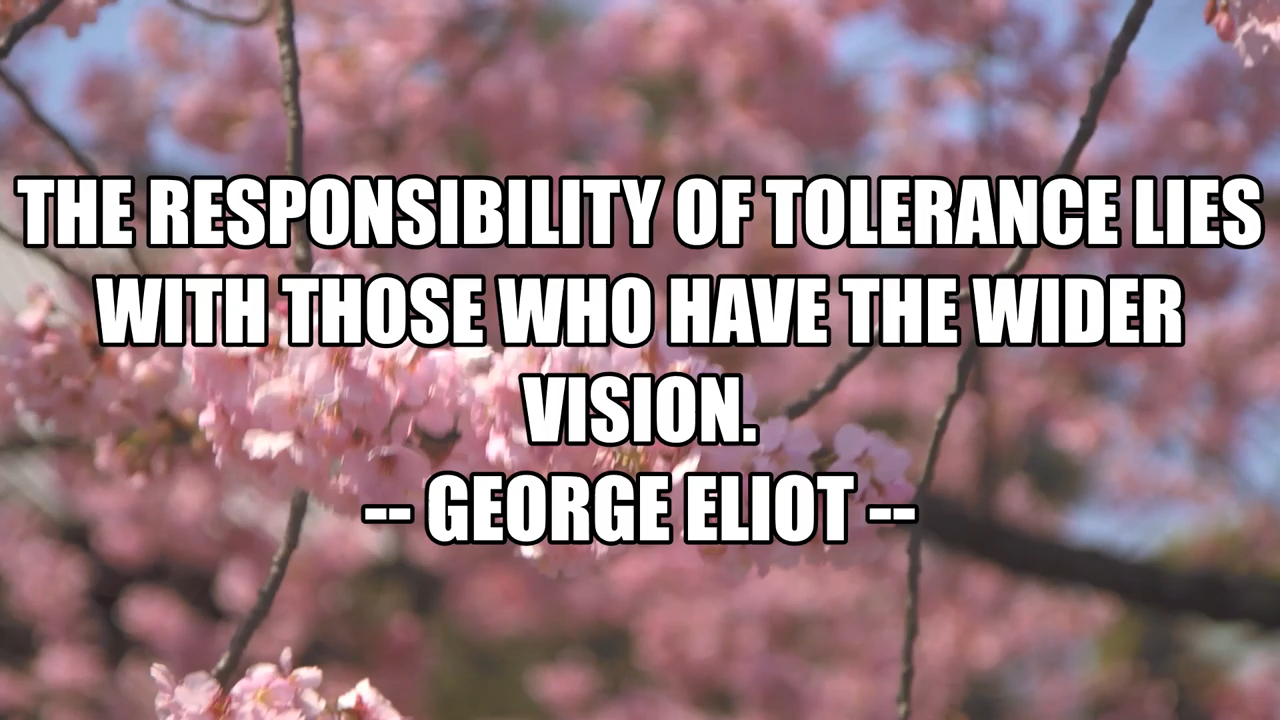 THE RESPONSIBILITY OF TOLERANCE LIES
WITH THOSE WHO HAVE THE WIDER
VISION.
-- GEORGE ELIOT --